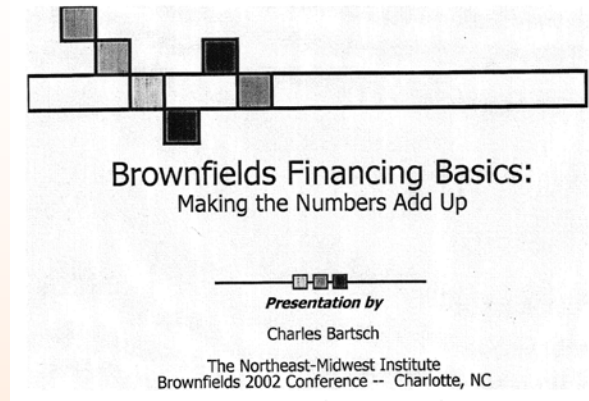 Brownfields Financing Basics:
Making the Numbers Add Up
Presentation by
Charles Bartsch
The Northeast-Midwest Institute
Brownfields 2002 Conference -- Charlotte, NC